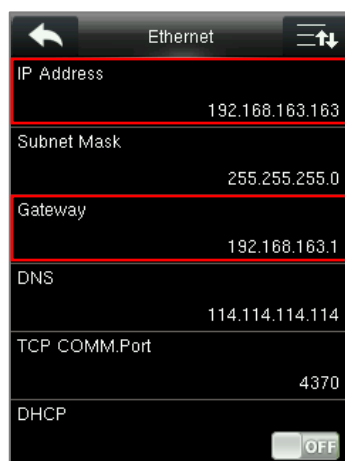 Ethernet
IP Address
192.168.163.163
Subnet Mask
255.255.255.0
Gateway
192.168.163.1
DNS
114.114.114.114
TCP COMM.Port
4370
DHCP
OFF